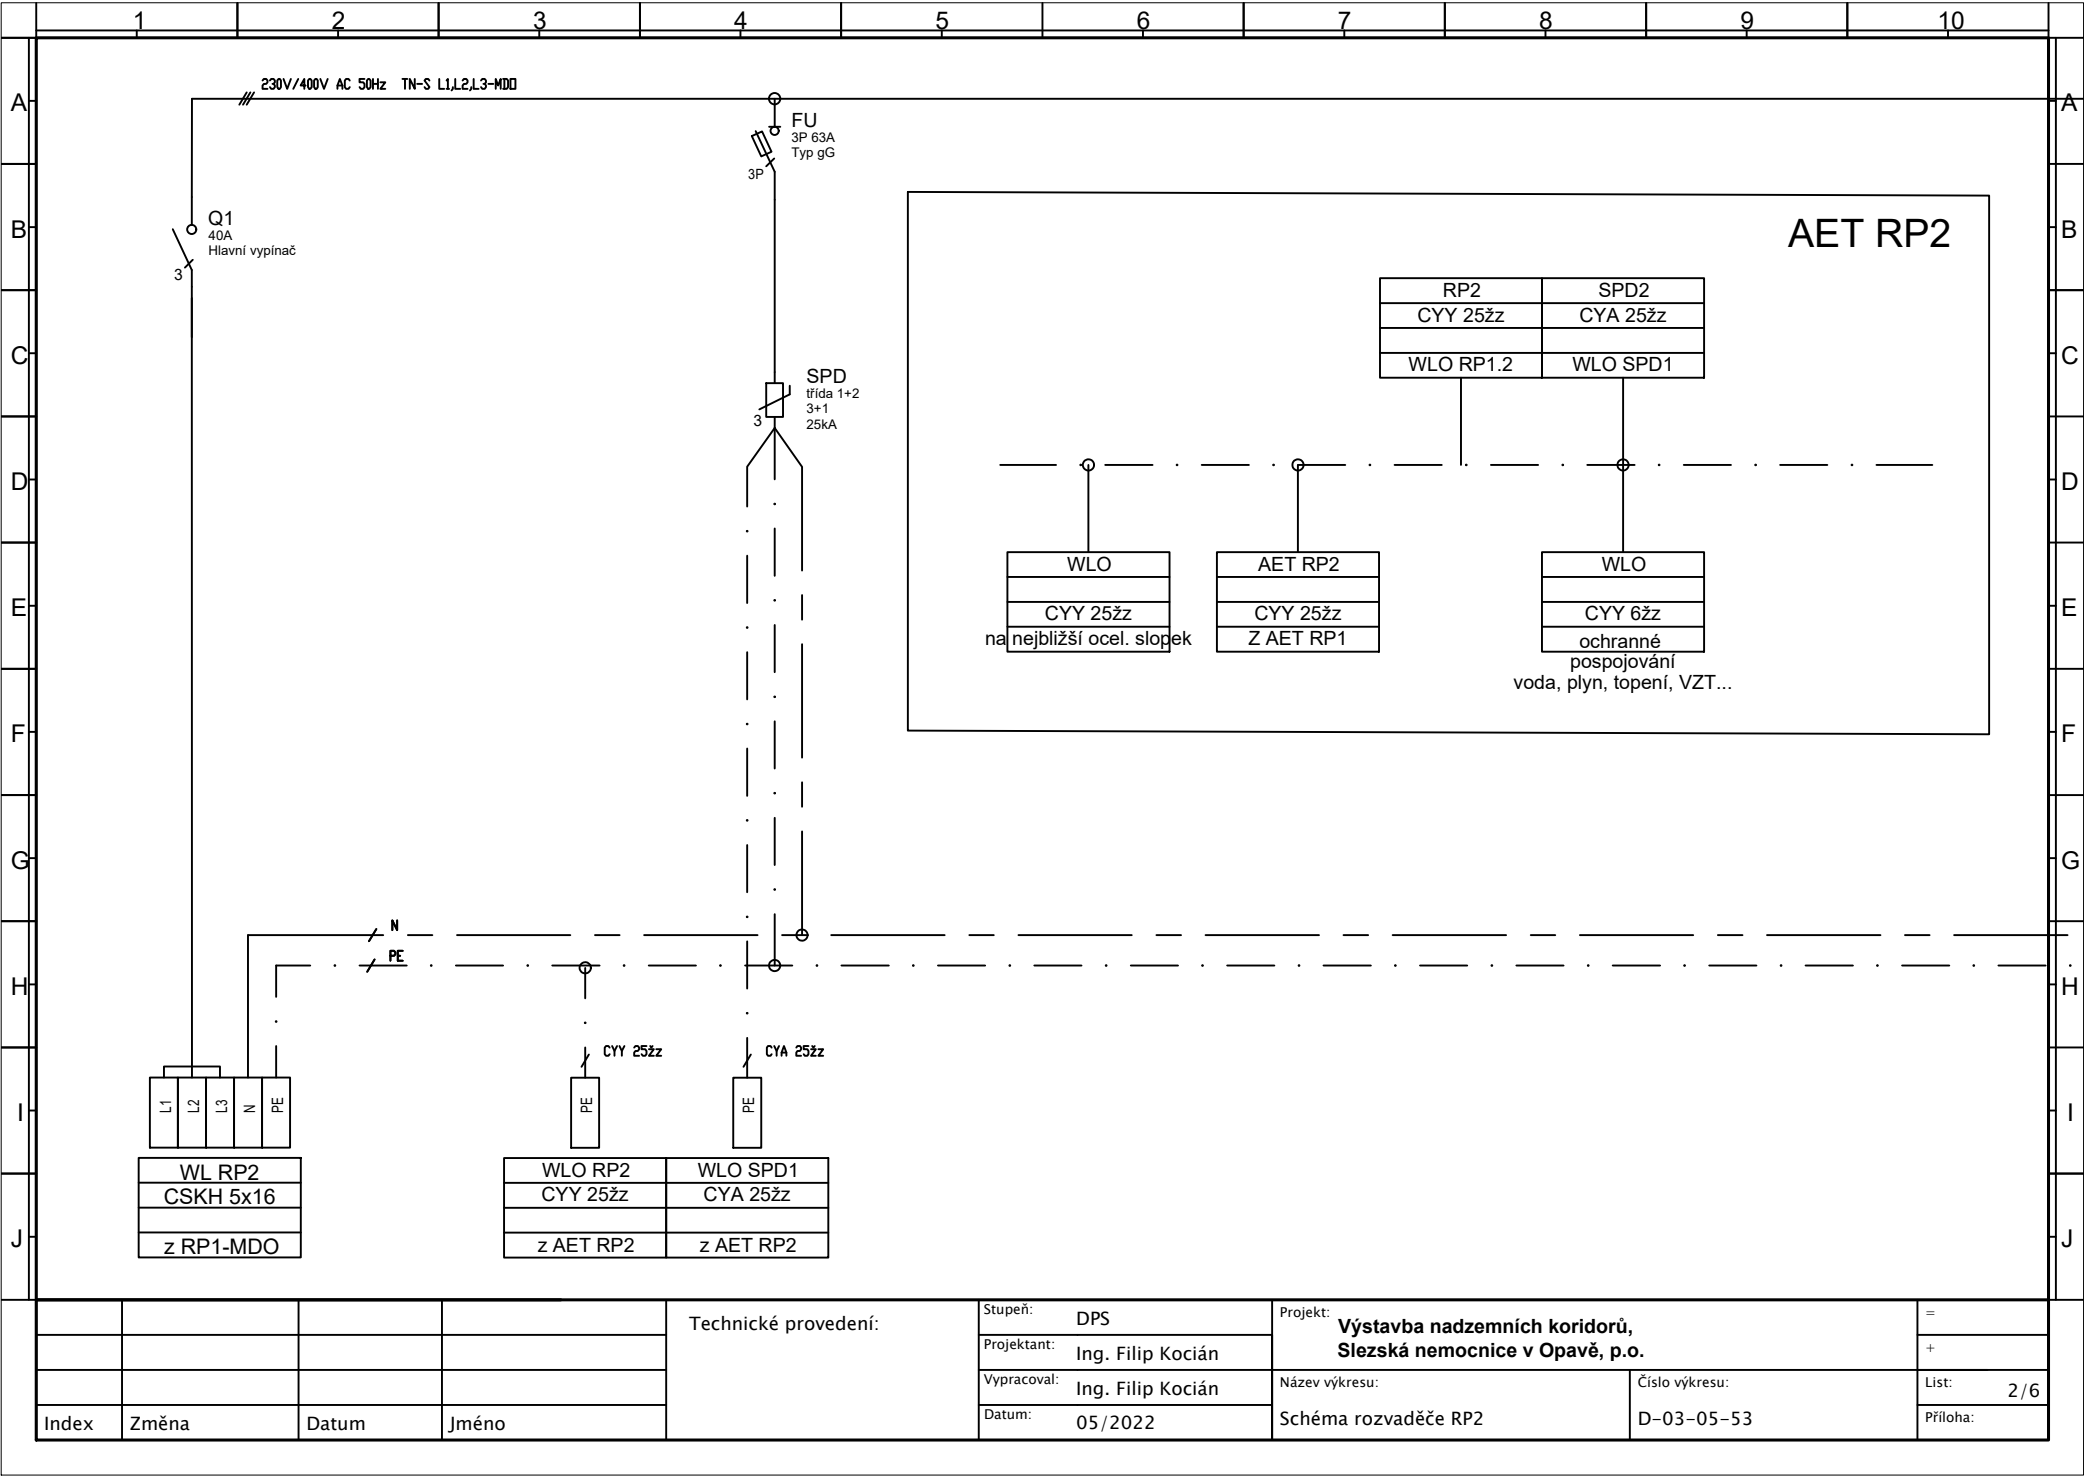 1 2 3 4 5 6 7 8 9 10
A A
B B
C C
D D
E E
F F
G G
H H
I I
J J
230V/400V AC 50Hz TN-S L1,L2,L3-MDO
FU
3P 63A
Typ gG
3P
Q1
40A
Hlavní vypínač
3
SPD
třída 1+2
3+1
25kA
3
AET RP2
RP2 SPD2
CYY 25žz CYA 25žz
WLO RP1.2 WLO SPD1
WLO
CYY 25žz
na nejbližší ocel. slopek
AET RP2
CYY 25žz
Z AET RP1
WLO
CYY 6žz
ochranné
pospojování
voda, plyn, topení, VZT...
N
PE
CYY 25žz
CYA 25žz
L1 L2 L3 N PE
PE
PE
WL RP2
CSKH 5x16
z RP1-MDO
WLO RP2 WLO SPD1
CYY 25žz CYA 25žz
z AET RP2 z AET RP2
Index Změna Datum Jméno
Technické provedení:
Stupeň: DPS
Projektant: Ing. Filip Kocián
Vypracoval: Ing. Filip Kocián
Datum: 05/2022
Projekt: Výstavba nadzemních koridorů,
Slezská nemocnice v Opavě, p.o.
Název výkresu:
Schéma rozvaděče RP2
Číslo výkresu:
D-03-05-53
=
+
List: 2/6
Příloha: